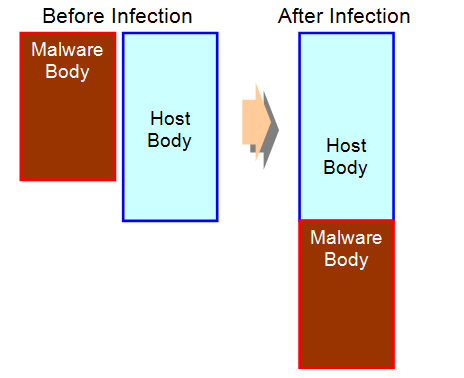 Before Infection
After Infection
Malware
Body
Host
Body
Host
Body
Malware
Body